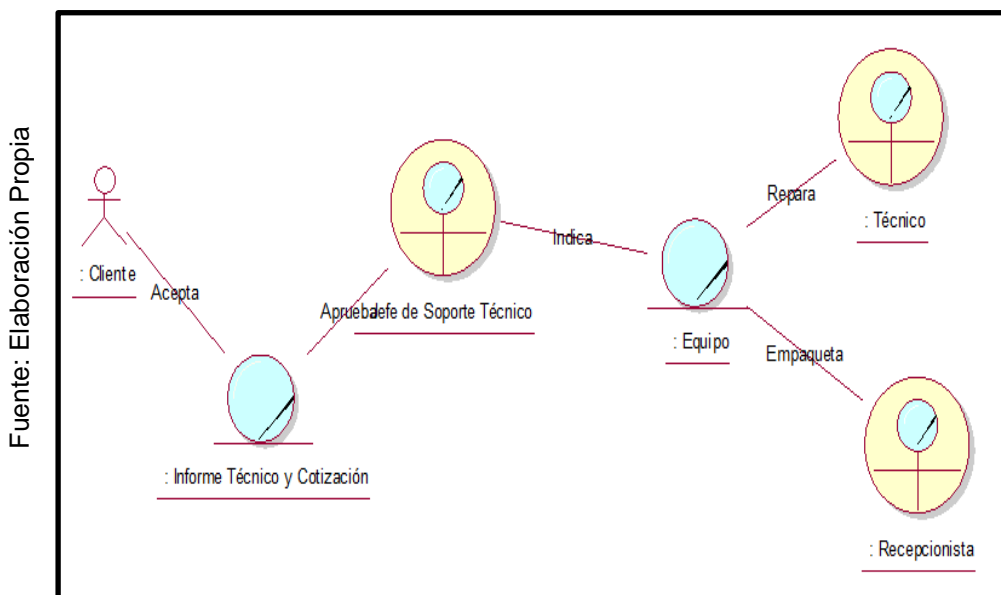 Fuente: Elaboración Propia
: Cliente
Acepta
: Informe Técnico y Cotización
Aprueba
: Jefe de Soporte Técnico
Indica
: Equipo
Repara
: Técnico
Empaqueta
: Recepcionista